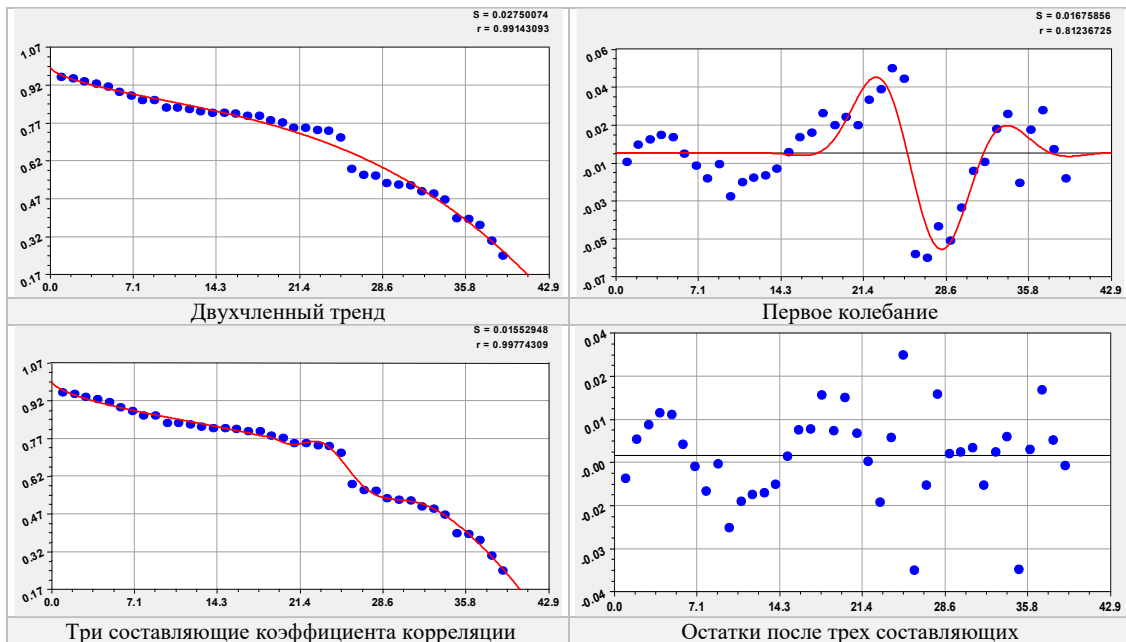 S = 0.02750074
r = 0.99143093
1.07
0.92
0.77
0.62
0.47
0.32
0.17
0.0 7.1 14.3 21.4 28.6 35.8 42.9
Двухчленный тренд
S = 0.01675856
r = 0.81236725
0.06
0.04
0.02
-0.01
-0.03
-0.05
-0.07
0.0 7.1 14.3 21.4 28.6 35.8 42.9
Первое колебание
S = 0.01552948
r = 0.99774309
1.07
0.92
0.77
0.62
0.47
0.32
0.17
0.0 7.1 14.3 21.4 28.6 35.8 42.9
Три составляющие коэффициента корреляции
0.04
0.02
0.01
-0.00
-0.02
-0.03
-0.04
0.0 7.1 14.3 21.4 28.6 35.8 42.9
Остатки после трех составляющих